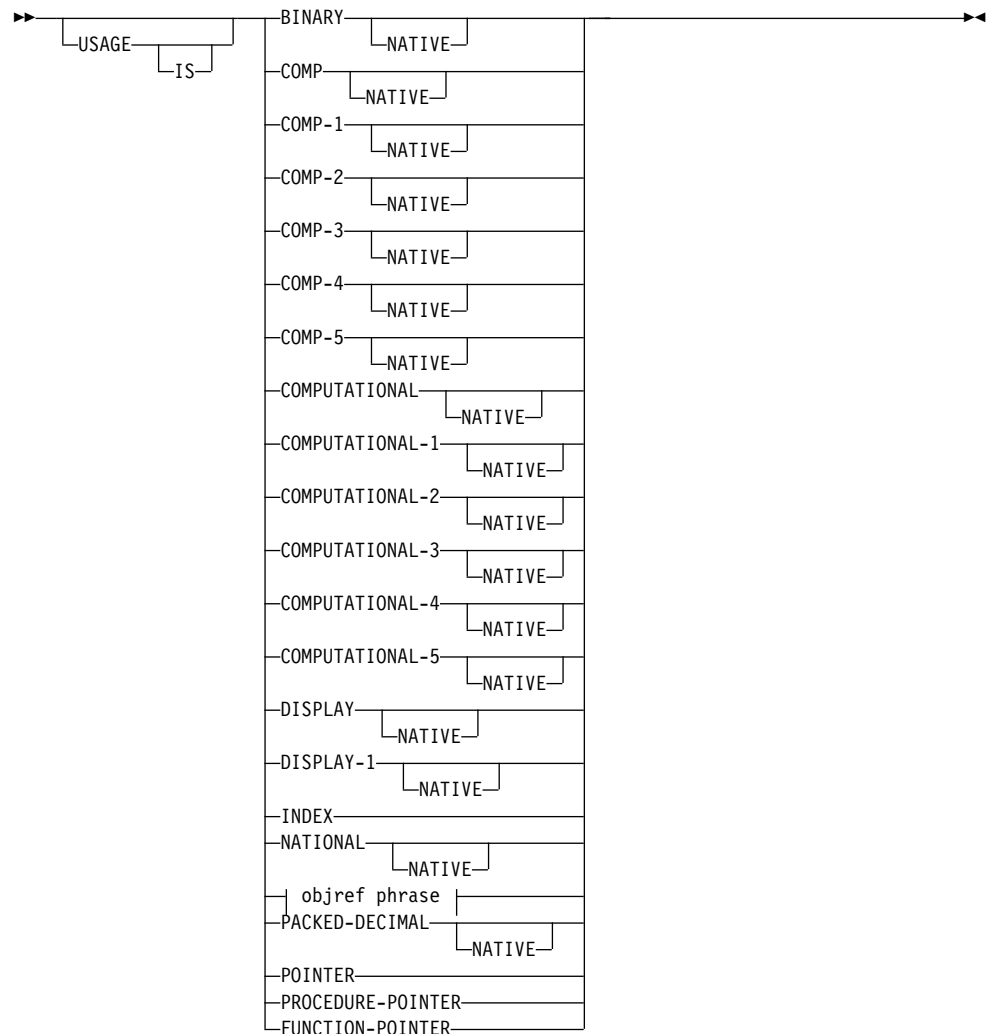 BINARY
USAGE NATIVE
IS
COMP
NATIVE
COMP-1
NATIVE
COMP-2
NATIVE
COMP-3
NATIVE
COMP-4
NATIVE
COMP-5
NATIVE
COMPUTATIONAL
NATIVE
COMPUTATIONAL-1
NATIVE
COMPUTATIONAL-2
NATIVE
COMPUTATIONAL-3
NATIVE
COMPUTATIONAL-4
NATIVE
COMPUTATIONAL-5
NATIVE
DISPLAY
NATIVE
DISPLAY-1
NATIVE
INDEX
NATIONAL
NATIVE
objref phrase
PACKED-DECIMAL
NATIVE
POINTER
PROCEDURE-POINTER
FUNCTION-POINTER